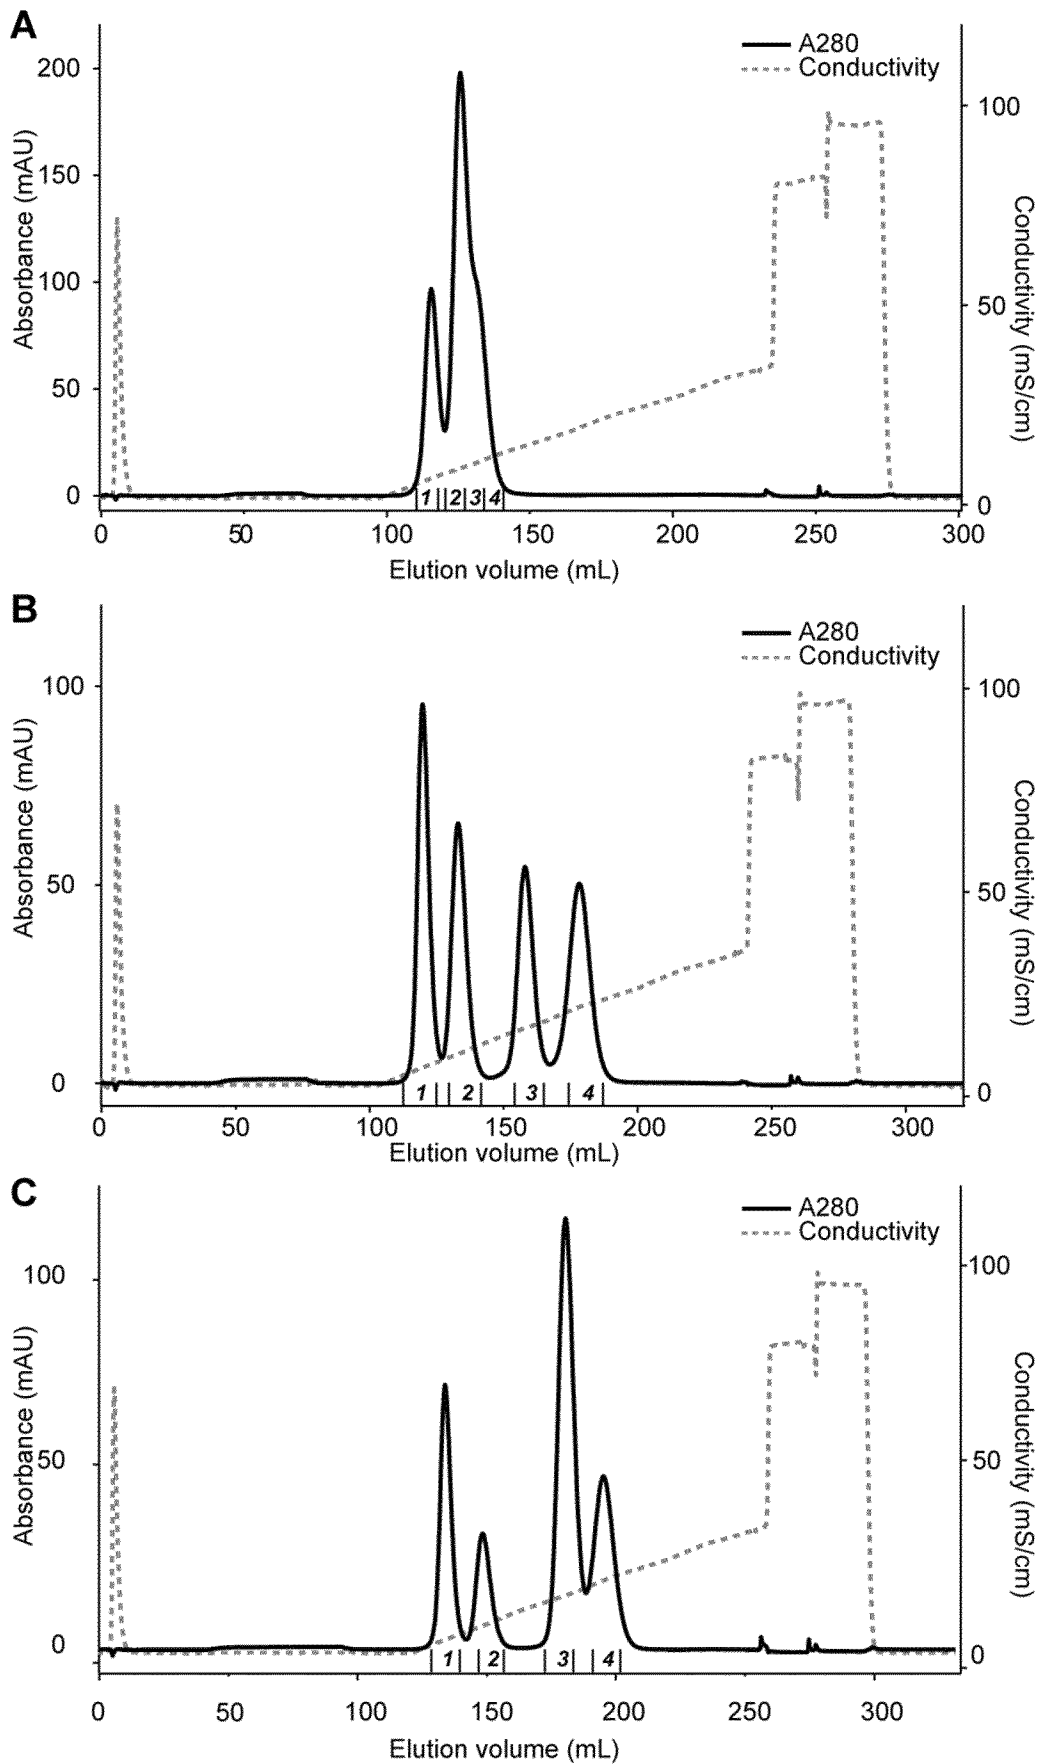 A
A280
Conductivity
200
150
100
50
0
100
50
0
Absorbance (mAU)
Conductivity (mS/cm)
1 2 3 4
0 50 100 150 200 250 300
Elution volume (mL)
B
A280
Conductivity
100
50
0
100
50
0
Absorbance (mAU)
Conductivity (mS/cm)
1 2 3 4
0 50 100 150 200 250 300
Elution volume (mL)
C
A280
Conductivity
100
50
0
100
50
0
Absorbance (mAU)
Conductivity (mS/cm)
1 2 3 4
0 50 100 150 200 250 300
Elution volume (mL)